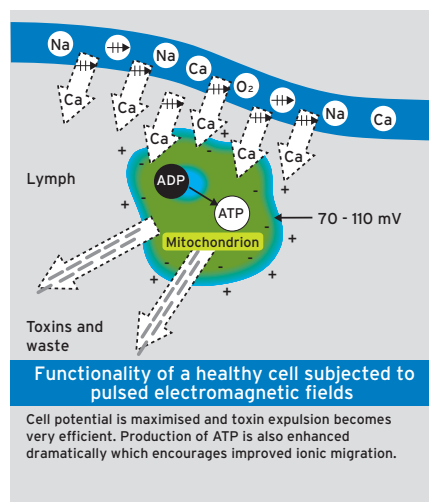 Na
Na
Ca
O₂
Na
Ca
Ca
Ca
Ca
Ca
Ca
Ca
+
+
+
-
-
-
+
Lymph
ADP
ATP
-
-
-
+
+
70 - 110 mV
Mitochondrion
+
+
-
-
-
-
+
+
+
Toxins and
waste
Functionality of a healthy cell subjected to
pulsed electromagnetic fields
Cell potential is maximised and toxin expulsion becomes
very efficient. Production of ATP is also enhanced
dramatically which encourages improved ionic migration.